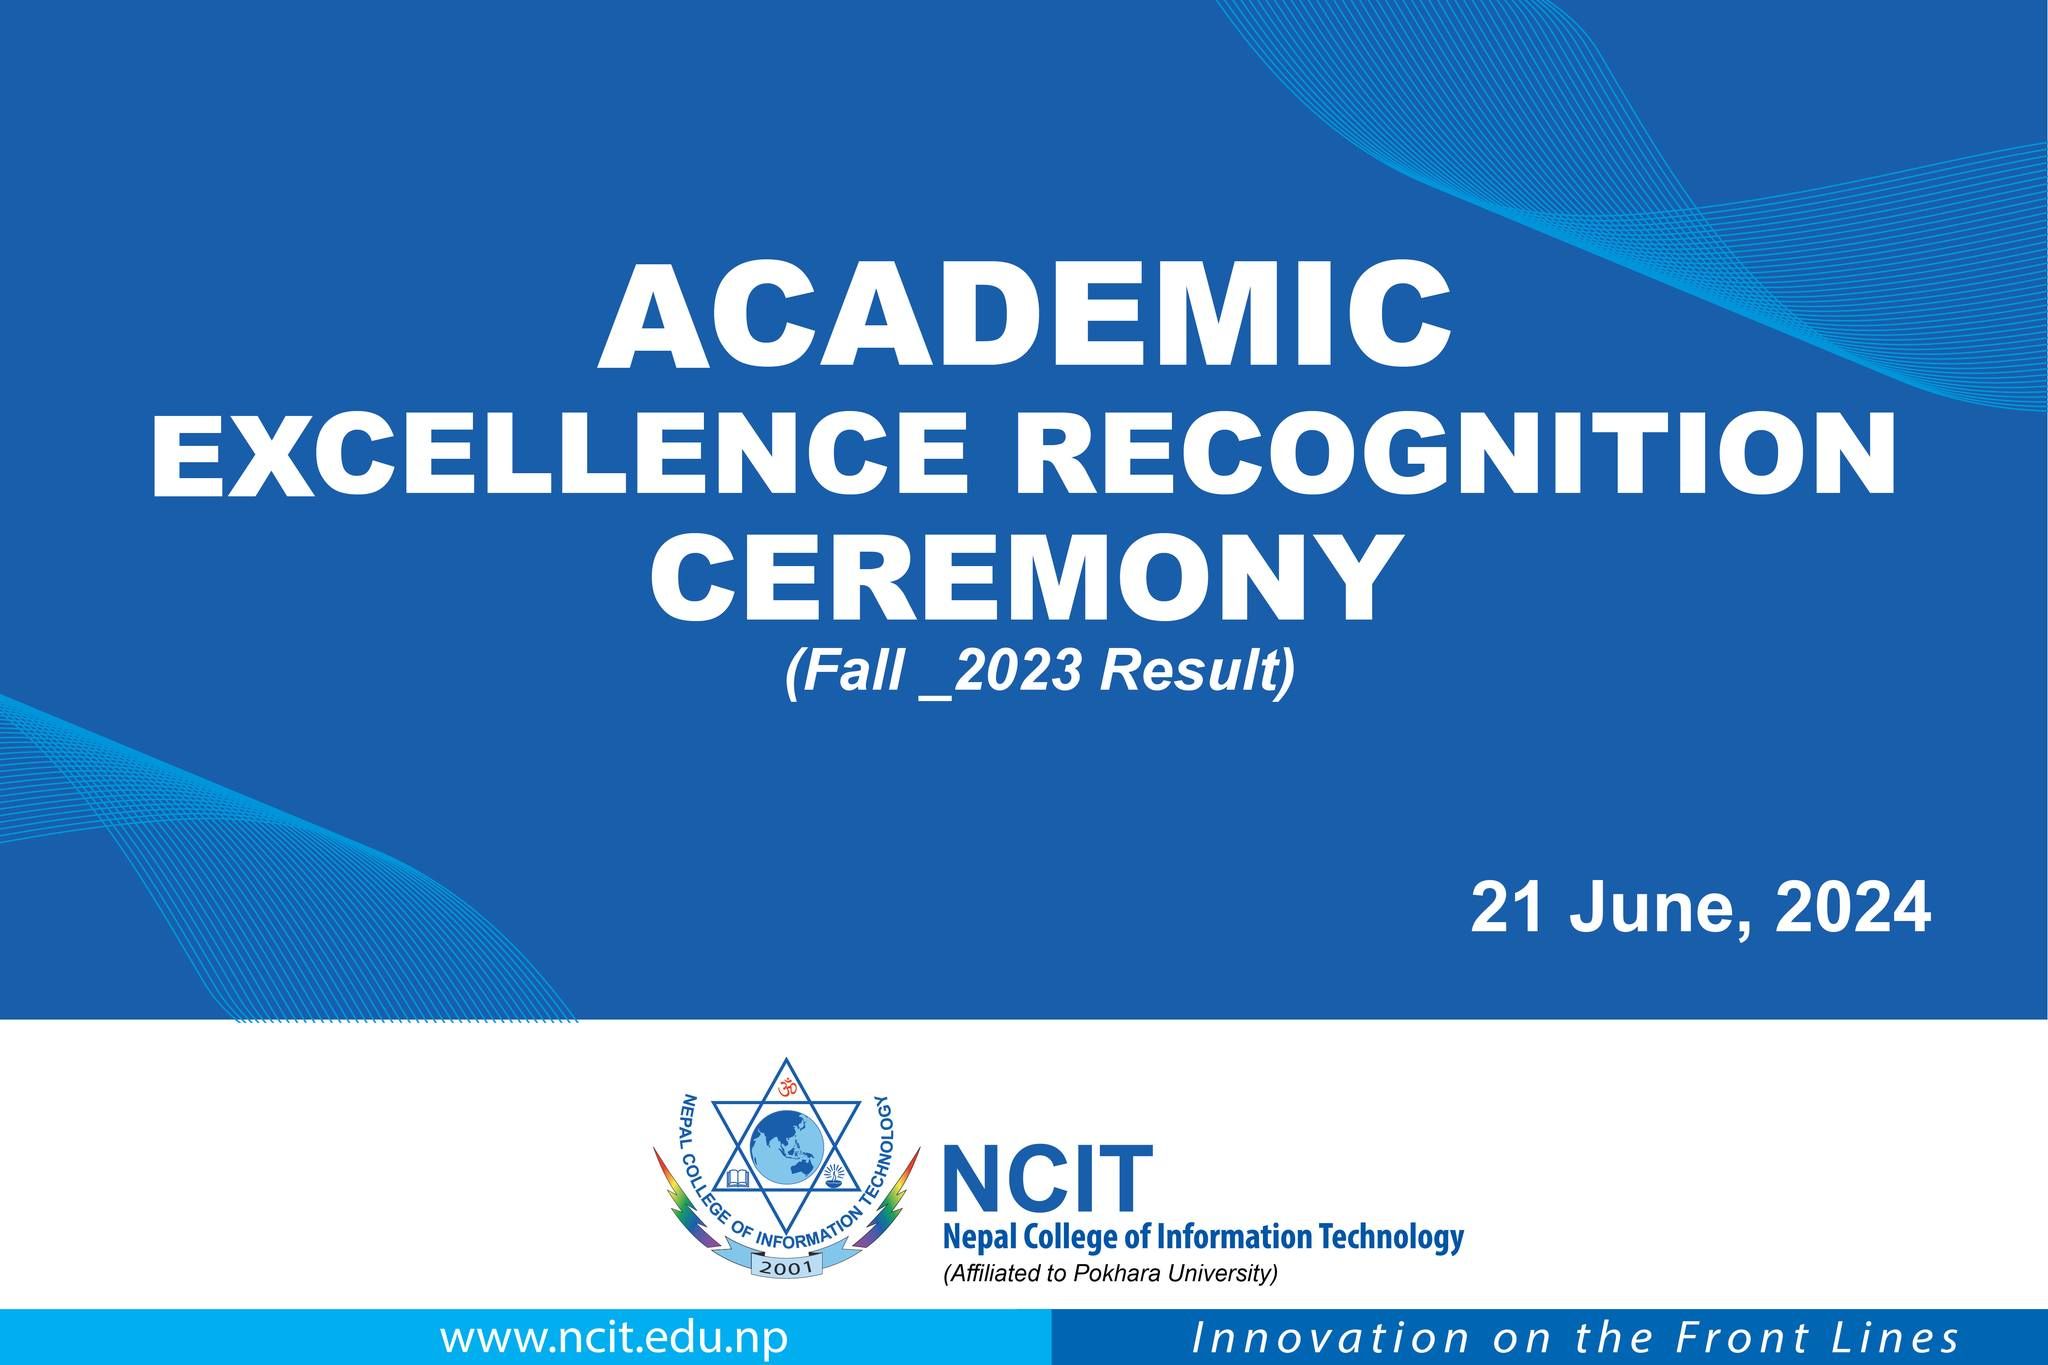 ACADEMIC
EXCELLENCE RECOGNITION
CEREMONY
(Fall _2023 Result)
21 June, 2024
ॐ
NEPAL COLLEGE OF INFORMATION TECHNOLOGY
2001
NCIT
Nepal College of Information Technology
(Affiliated to Pokhara University)
www.ncit.edu.np
Innovation on the Front Lines